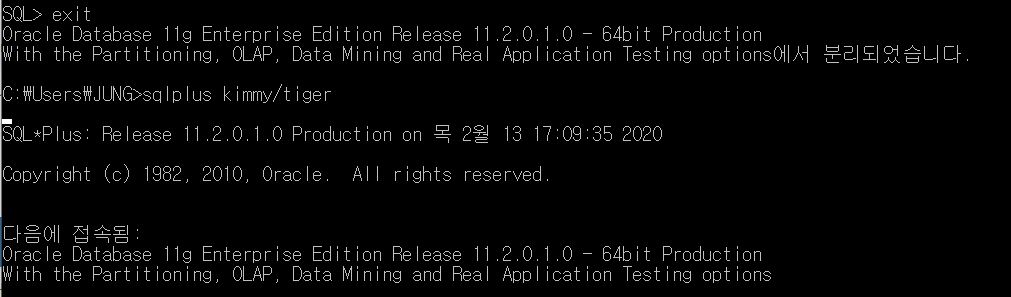 SQL> exit
Oracle Database 11g Enterprise Edition Release 11.2.0.1.0 - 64bit Production
With the Partitioning, OLAP, Data Mining and Real Application Testing options에서 분리되었습니다.
C:₩Users₩JUNG>sqlplus kimmy/tiger
SQL*Plus: Release 11.2.0.1.0 Production on 목 2월 13 17:09:35 2020
Copyright (c) 1982, 2010, Oracle.  All rights reserved.
다음에 접속됨:
Oracle Database 11g Enterprise Edition Release 11.2.0.1.0 - 64bit Production
With the Partitioning, OLAP, Data Mining and Real Application Testing options